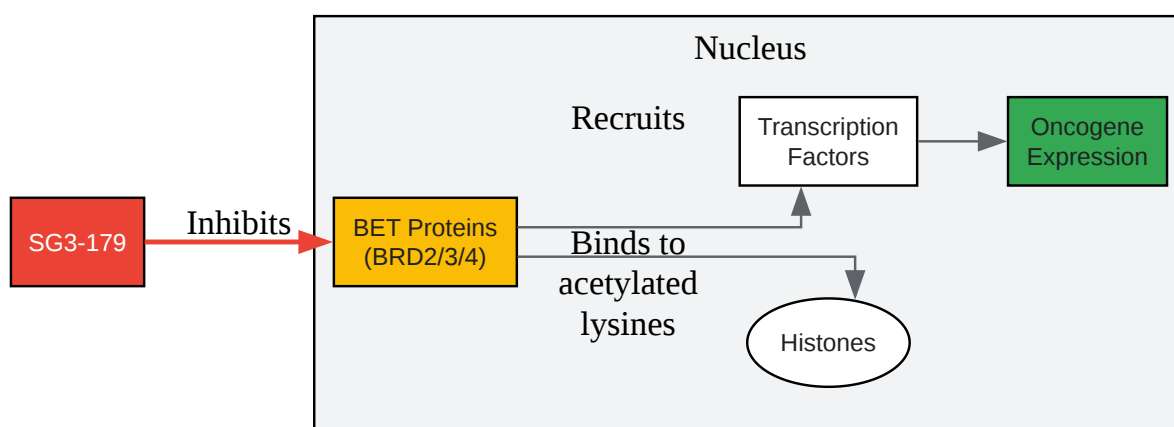 Nucleus
Recruits
Transcription
Factors
Oncogene
Expression
SG3-179
Inhibits
BET Proteins
(BRD2/3/4)
Binds to
acetylated
lysines
Histones